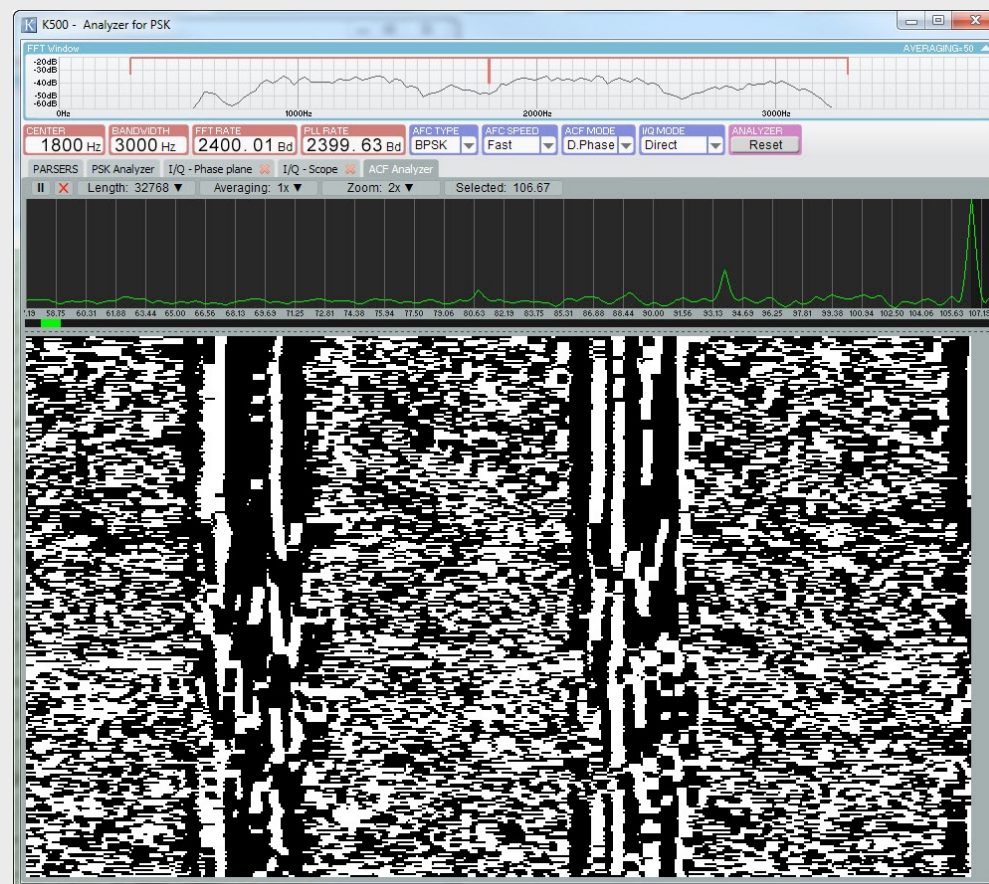 K K500 - Analyzer for PSK
FFT Window AVERAGING=50
-20dB
-30dB
-40dB
-50dB
-60dB
0Hz 1000Hz 2000Hz 3000Hz
CENTER BANDWIDTH FFT RATE PLL RATE AFC TYPE AFC SPEED ACF MODE I/Q MODE ANALYZER
1800 Hz 3000 Hz 2400.01 Bd 2399.63 Bd BPSK Fast D.Phase Direct Reset
PARSERS PSK Analyzer I/Q - Phase plane I/Q - Scope ACF Analyzer
Length: 32768 ▼ Averaging: 1x ▼ Zoom: 2x ▼ Selected: 106.67
7.19 58.75 60.31 61.88 63.44 65.00 66.56 68.13 69.69 71.25 72.81 74.38 75.94 77.50 79.06 80.63 82.19 83.75 85.31 86.88 88.44 90.00 91.56 93.13 94.69 96.25 97.81 99.38 100.94 102.50 104.06 105.63 107.19